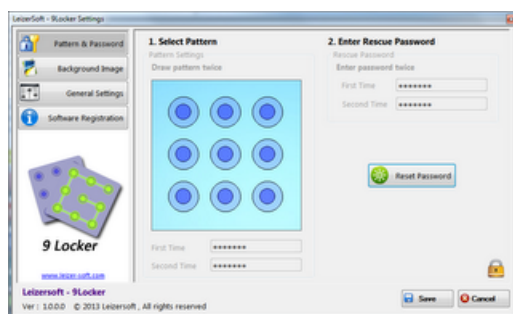 LeizerSoft - 9Locker Settings
Pattern & Password
Background Image
General Settings
Software Registration
9 Locker
www.leizer-soft.com
1. Select Pattern
Pattern Settings
Draw pattern twice
First Time
Second Time
2. Enter Rescue Password
Rescue Password
Enter password twice
First Time
Second Time
Reset Password
Leizersoft - 9Locker
Ver : 1.0.0.0 © 2013 Leizersoft , All rights reserved
Save
Cancel